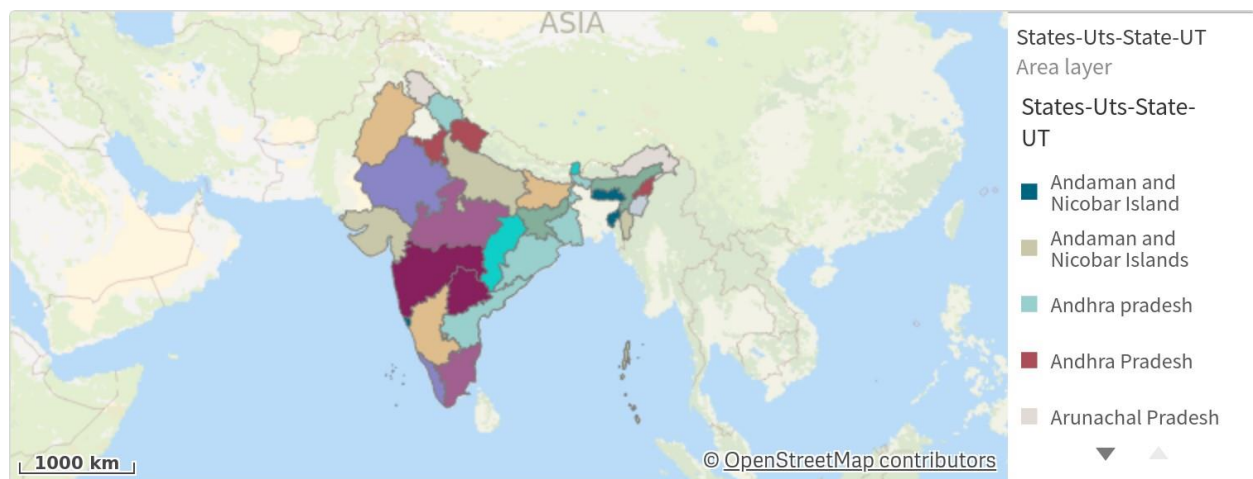 ASIA
1000 km
© OpenStreetMap contributors
States-Uts-State-UT
Area layer
States-Uts-State-
UT
Andaman and
Nicobar Island
Andaman and
Nicobar Islands
Andhra pradesh
Andhra Pradesh
Arunachal Pradesh